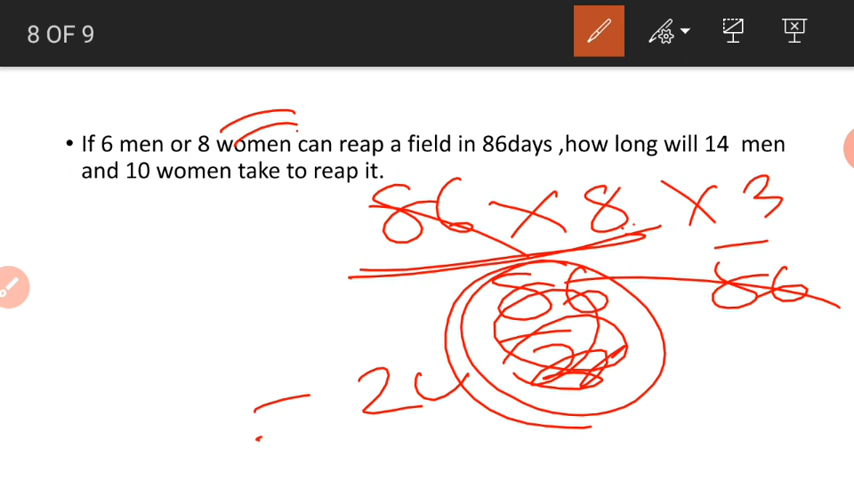 8 OF 9
• If 6 men or 8 women can reap a field in 86days ,how long will 14 men
and 10 women take to reap it.
86 × 8 × 3
86 86
= 24